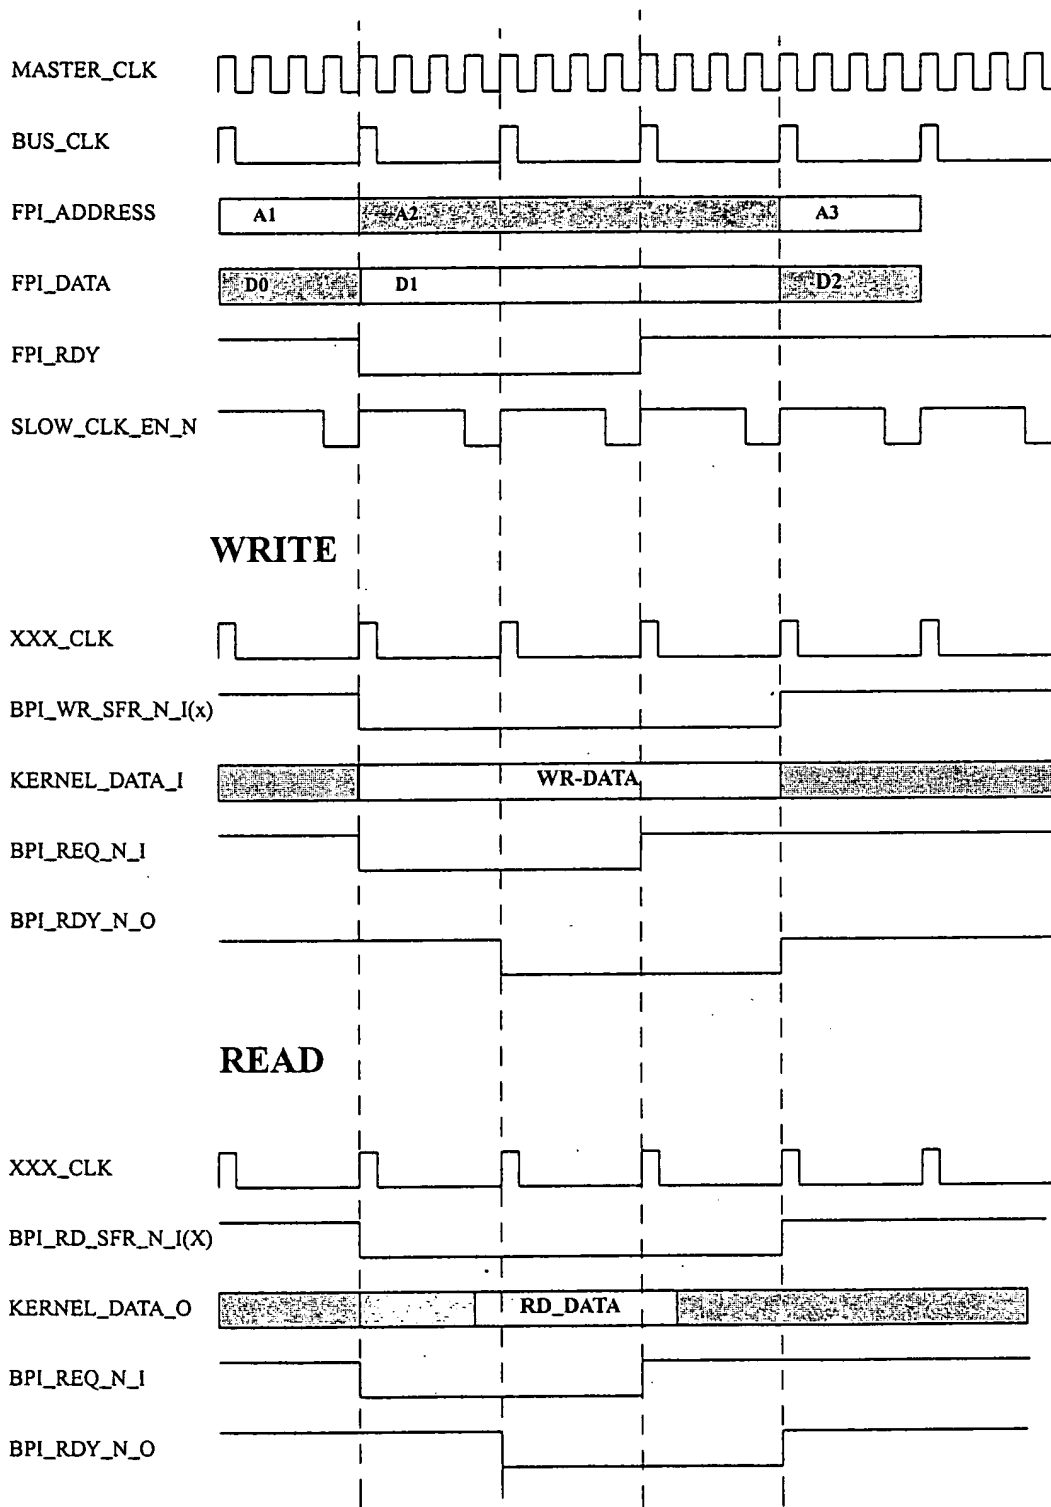 MASTER_CLK
BUS_CLK
FPI_ADDRESS A1 A2 A3
FPI_DATA D0 D1 D2
FPI_RDY
SLOW_CLK_EN_N
WRITE
XXX_CLK
BPI_WR_SFR_N_I(x)
KERNEL_DATA_I WR-DATA
BPI_REQ_N_I
BPI_RDY_N_O
READ
XXX_CLK
BPI_RD_SFR_N_I(X)
KERNEL_DATA_O RD_DATA
BPI_REQ_N_I
BPI_RDY_N_O